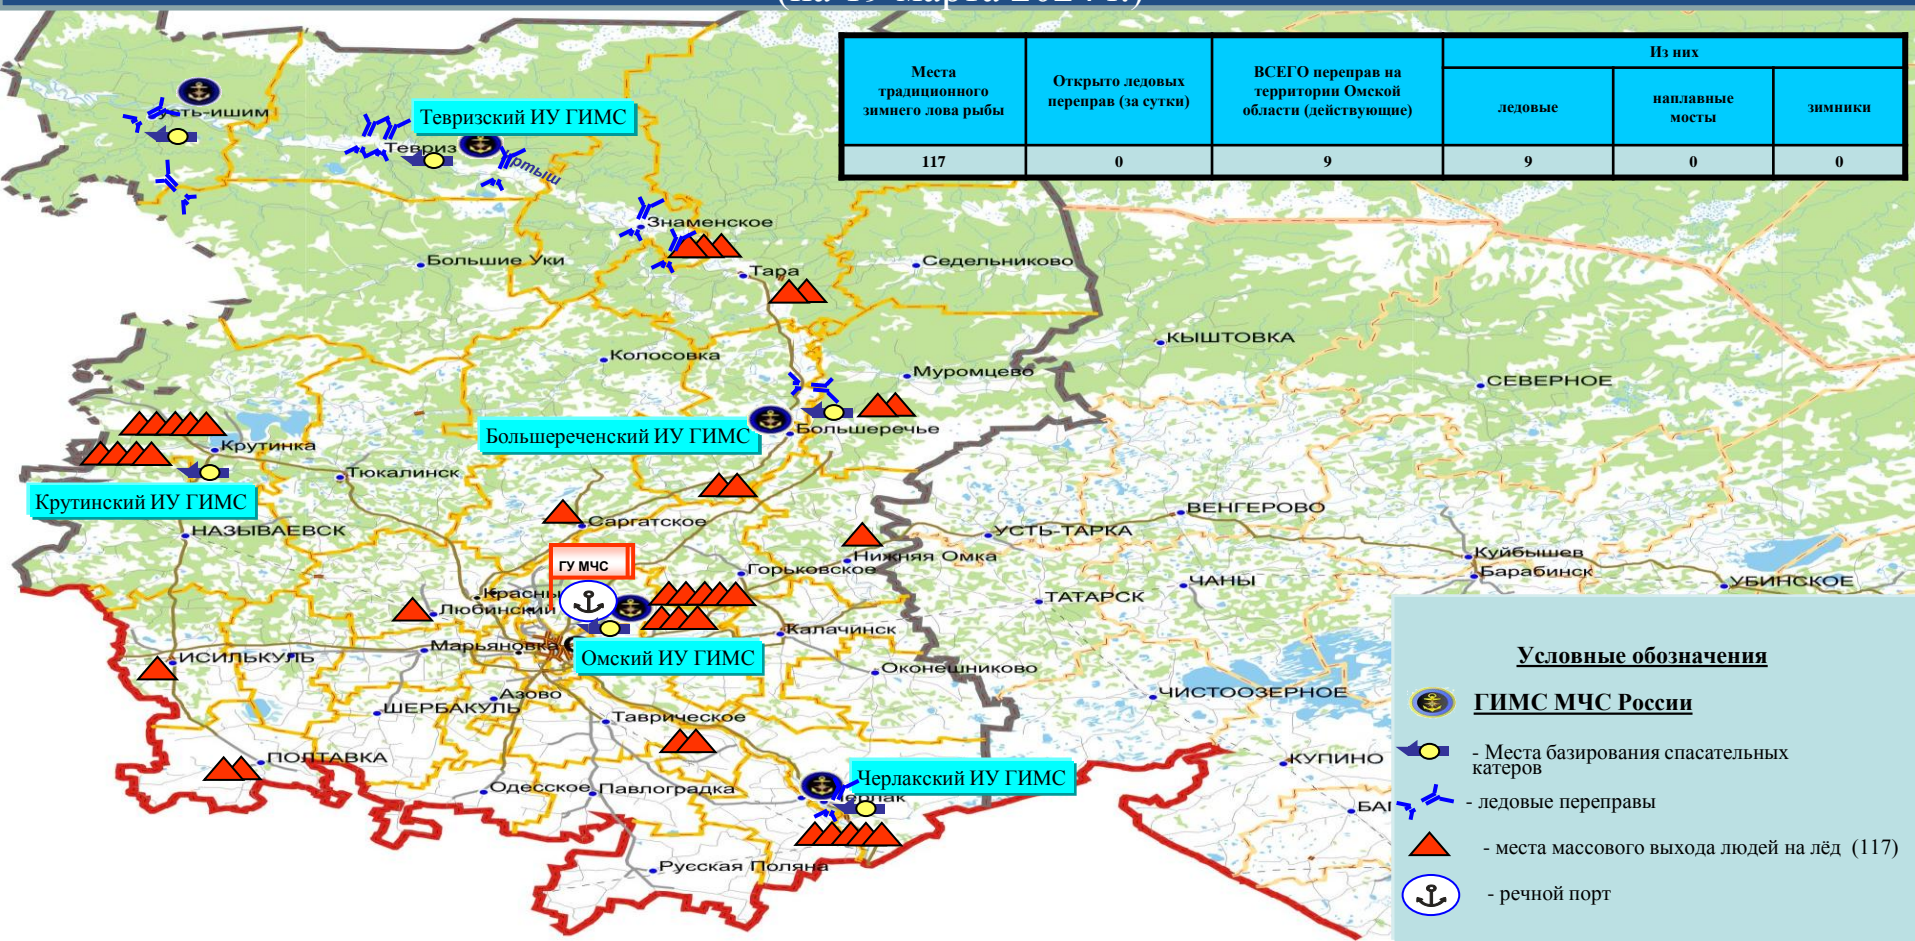 (на 19 марта 2024 г.)
Места
традиционного
зимнего лова рыбы
Открыто ледовых
переправ (за сутки)
ВСЕГО переправ на
территории Омской
области (действующие)
Из них
ледовые
наплавные
мосты
зимники
117
0
9
9
0
0
Тевризский ИУ ГИМС
Тевриз
Знаменское
Большие Уки
Тара
Седельниково
Колосовка
Муромцево
КЫШТОВКА
СЕВЕРНОЕ
Большереченский ИУ ГИМС
Большеречье
Крутинка
Тюкалинск
Крутинский ИУ ГИМС
НАЗЫВАЕВСК
Саргатское
УСТЬ-ТАРКА
ВЕНГЕРОВО
Нижняя Омка
Куйбышев
Барабинск
УБИНСКОЕ
ГУ МЧС
Горьковское
ЧАНЫ
ТАТАРСК
Красны
Любинский
Марьяновка
Калачинск
ИСИЛЬКУЛЬ
Омский ИУ ГИМС
Оконешниково
ЧИСТООЗЕРНОЕ
Азово
ШЕРБАКУЛЬ
Таврическое
ПОЛТАВКА
КУПИНО
Черлакский ИУ ГИМС
Одесское
Павлоградка
Русская Поляна
Условные обозначения
ГИМС МЧС России
- Места базирования спасательных
катеров
- ледовые переправы
- места массового выхода людей на лёд (117)
- речной порт